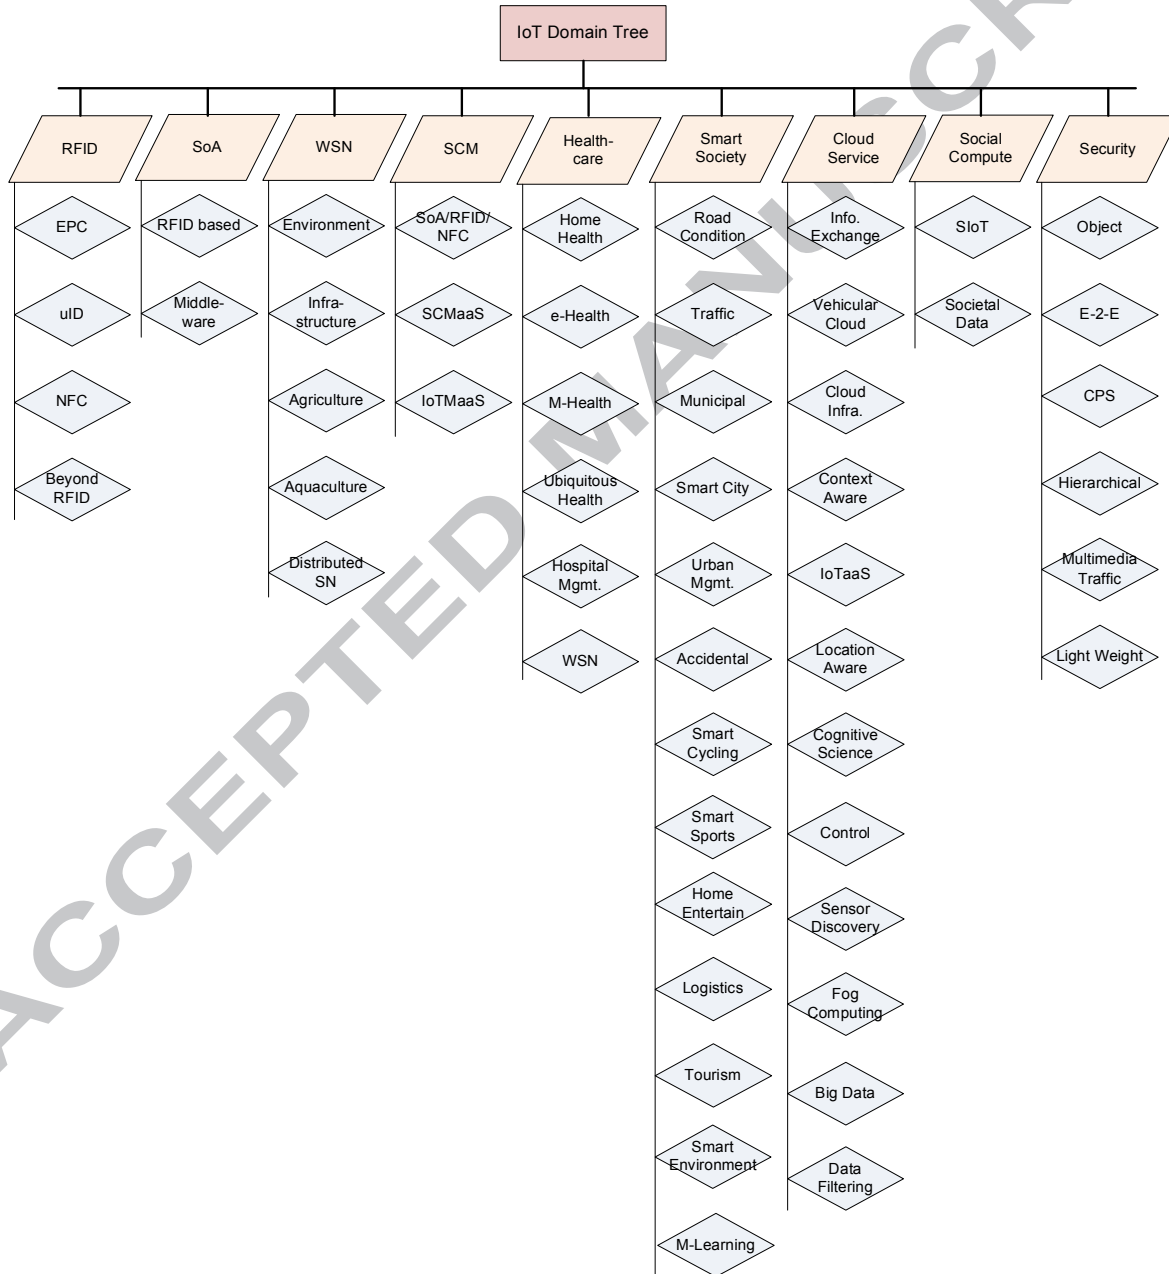 IoT Domain Tree
RFID
SoA
WSN
SCM
Health-
care
Smart
Society
Cloud
Service
Social
Compute
Security
EPC
uID
NFC
Beyond
RFID
RFID based
Middle-
ware
Environment
Infra-
structure
Agriculture
Aquaculture
Distributed
SN
SoA/RFID/
NFC
SCMaaS
IoTMaaS
Home
Health
e-Health
M-Health
Ubiquitous
Health
Hospital
Mgmt.
WSN
Road
Condition
Traffic
Municipal
Smart City
Urban
Mgmt.
Accidental
Smart
Cycling
Smart
Sports
Home
Entertain
Logistics
Tourism
Smart
Environment
M-Learning
Info.
Exchange
Vehicular
Cloud
Cloud
Infra.
Context
Aware
IoTaaS
Location
Aware
Cognitive
Science
Control
Sensor
Discovery
Fog
Computing
Big Data
Data
Filtering
SIoT
Societal
Data
Object
E-2-E
CPS
Hierarchical
Multimedia
Traffic
Light Weight
ACCEPTED MANUSCR